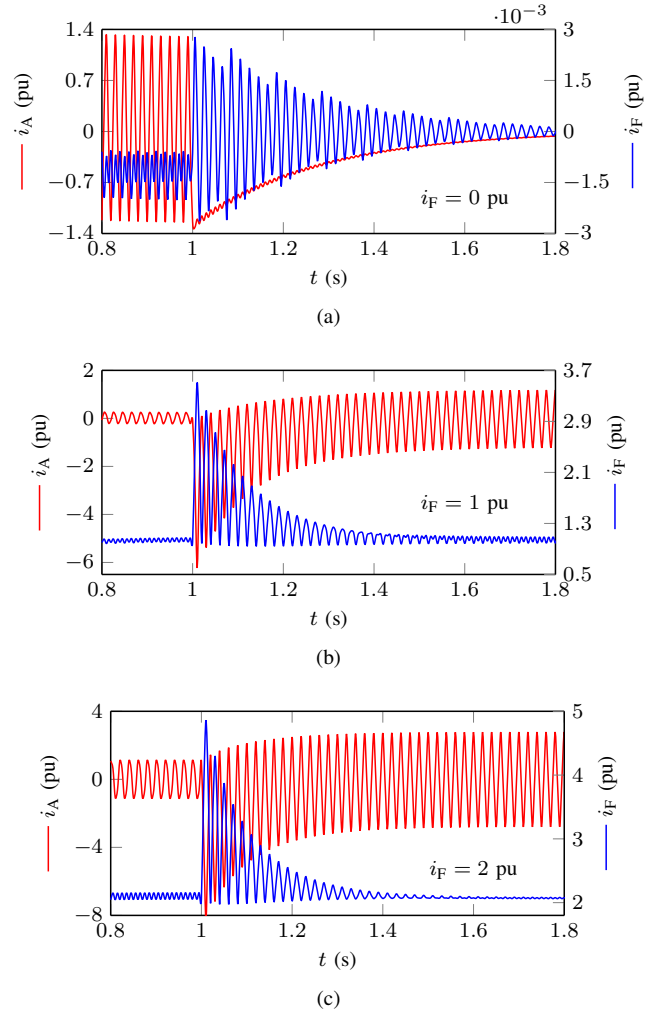 ·10⁻³
1.4
0.7
0
−0.7
−1.4
3
1.5
0
−1.5
−3
i_A (pu)
i_F (pu)
i_F = 0 pu
0.8 1 1.2 1.4 1.6 1.8
t (s)
(a)
2
0
−2
−4
−6
3.7
2.9
2.1
1.3
0.5
i_A (pu)
i_F (pu)
i_F = 1 pu
0.8 1 1.2 1.4 1.6 1.8
t (s)
(b)
4
0
−4
−8
5
4
3
2
i_A (pu)
i_F (pu)
i_F = 2 pu
0.8 1 1.2 1.4 1.6 1.8
t (s)
(c)